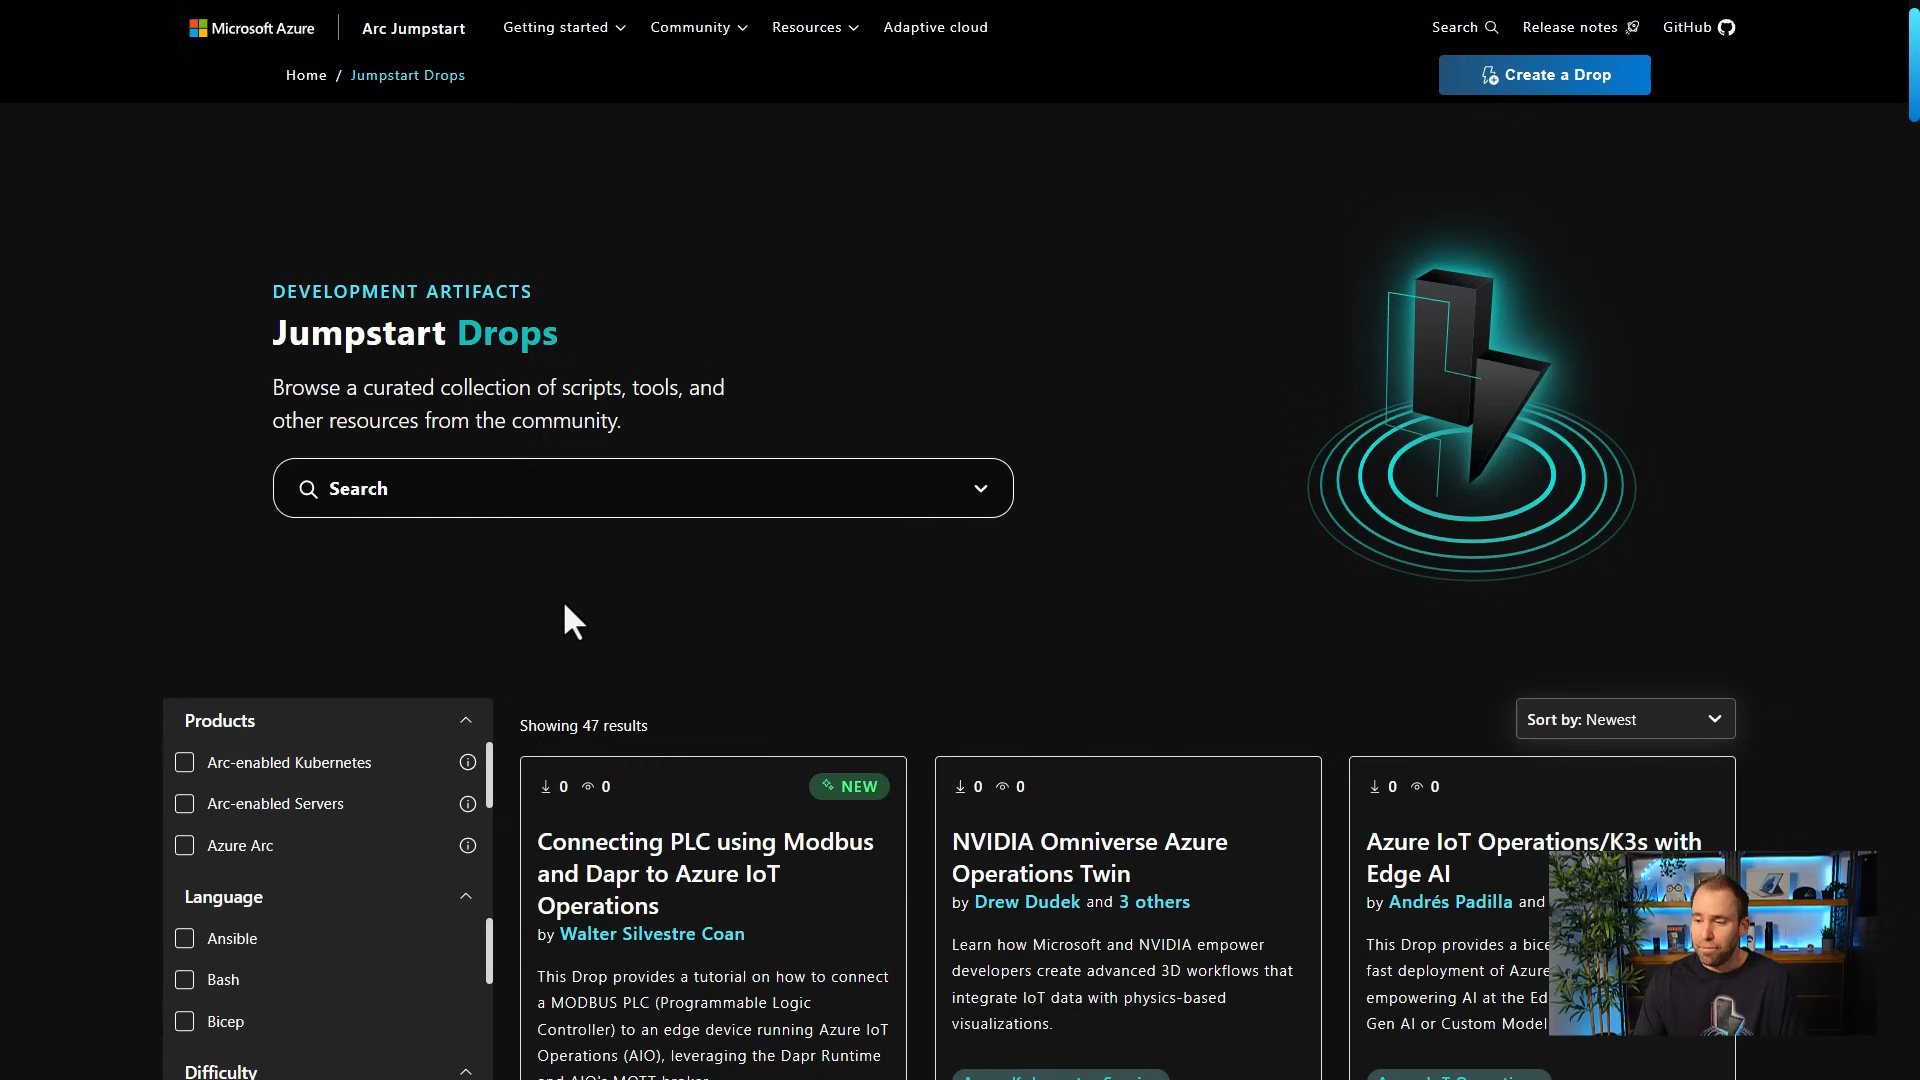 Microsoft Azure
Arc Jumpstart
Getting started
Community
Resources
Adaptive cloud
Search
Release notes
GitHub
Home / Jumpstart Drops
Create a Drop
DEVELOPMENT ARTIFACTS
Jumpstart Drops
Browse a curated collection of scripts, tools, and
other resources from the community.
Search
Products
Arc-enabled Kubernetes
Arc-enabled Servers
Azure Arc
Language
Ansible
Bash
Bicep
Difficulty
Showing 47 results
Sort by: Newest
0 0
NEW
Connecting PLC using Modbus
and Dapr to Azure IoT
Operations
by Walter Silvestre Coan
This Drop provides a tutorial on how to connect
a MODBUS PLC (Programmable Logic
Controller) to an edge device running Azure IoT
Operations (AIO), leveraging the Dapr Runtime
and AIO's MQTT broker
0 0
NVIDIA Omniverse Azure
Operations Twin
by Drew Dudek and 3 others
Learn how Microsoft and NVIDIA empower
developers create advanced 3D workflows that
integrate IoT data with physics-based
visualizations.
0 0
Azure IoT Operations/K3s with
Edge AI
by Andrés Padilla and
This Drop provides a bice
fast deployment of Azure
empowering AI at the Ed
Gen AI or Custom Model